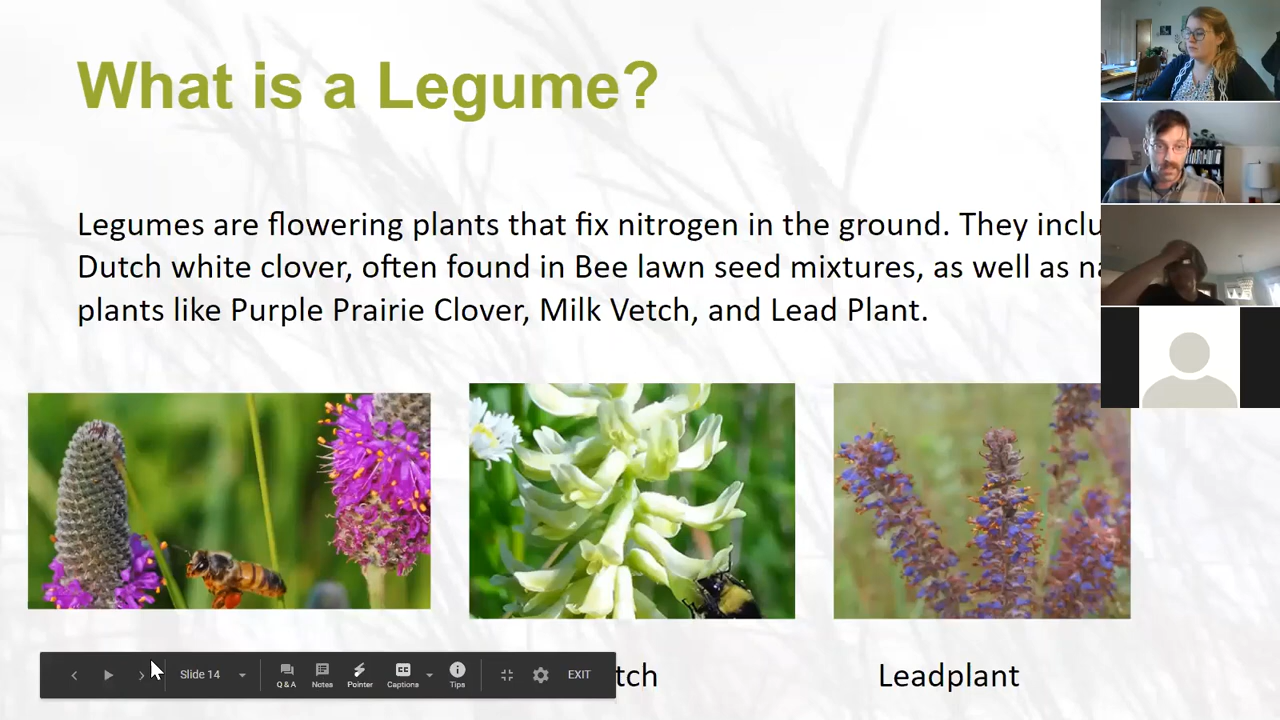 What is a Legume?
Legumes are flowering plants that fix nitrogen in the ground. They inclu
Dutch white clover, often found in Bee lawn seed mixtures, as well as na
plants like Purple Prairie Clover, Milk Vetch, and Lead Plant.
tch
Leadplant
Slide 14
Q & A
Notes
Pointer
CC
Captions
Tips
EXIT